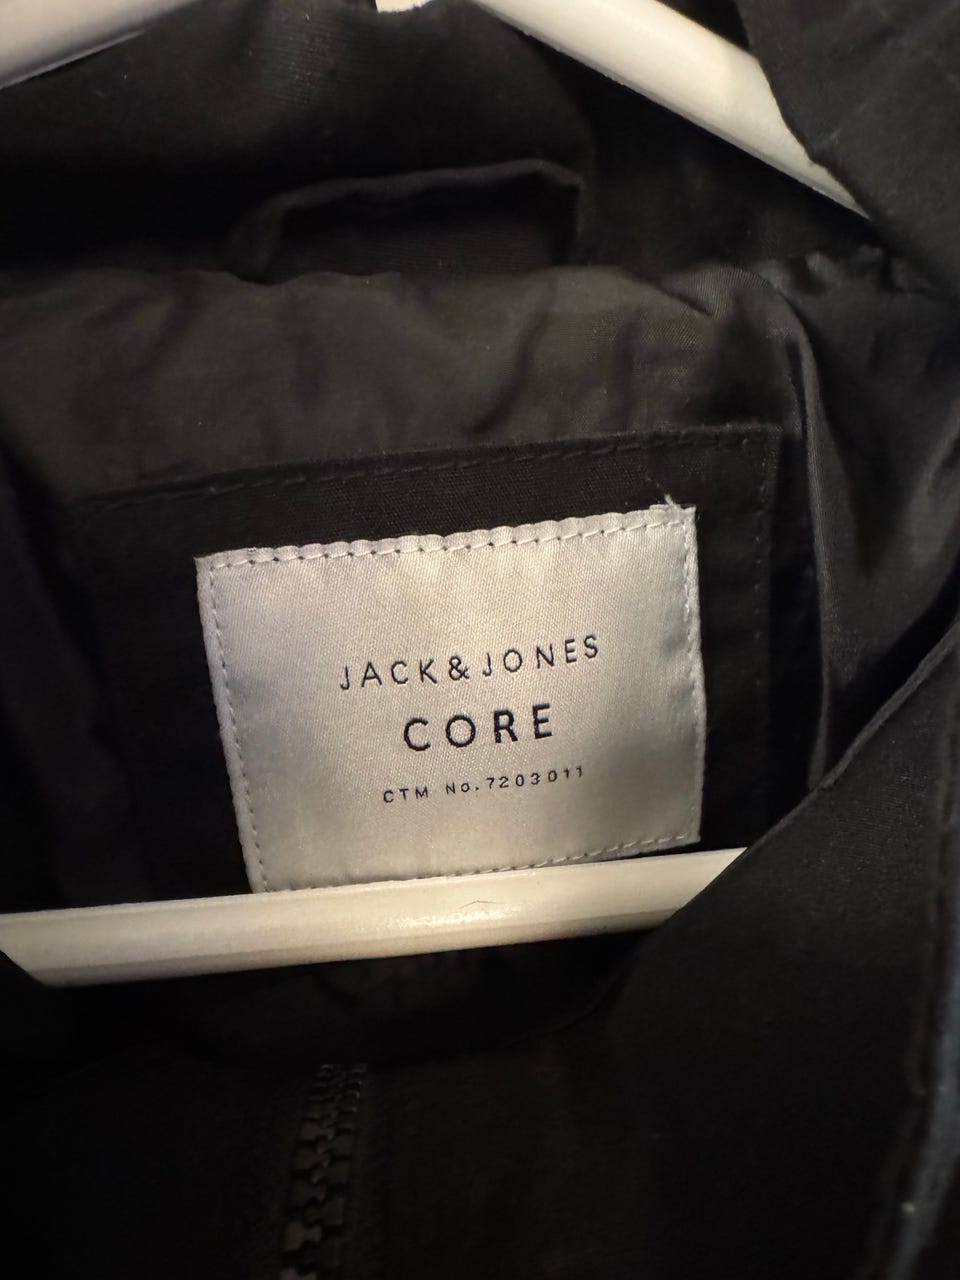 JACK & JONES
CORE
CTM No. 7203011